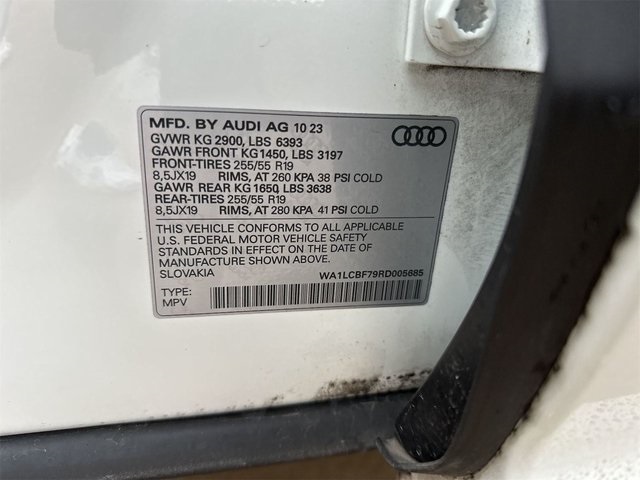 MFD. BY AUDI AG 10 23
GVWR KG 2900, LBS 6393
GAWR FRONT KG1450, LBS 3197
FRONT-TIRES 255/55 R19
8,5JX19 RIMS, AT 260 KPA 38 PSI COLD
GAWR REAR KG 1650, LBS 3638
REAR-TIRES 255/55 R19
8,5JX19 RIMS, AT 280 KPA 41 PSI COLD
THIS VEHICLE CONFORMS TO ALL APPLICABLE
U.S. FEDERAL MOTOR VEHICLE SAFETY
STANDARDS IN EFFECT ON THE DATE OF
MANUFACTURE SHOWN ABOVE.
SLOVAKIA WA1LCBF79RD005685
TYPE:
MPV